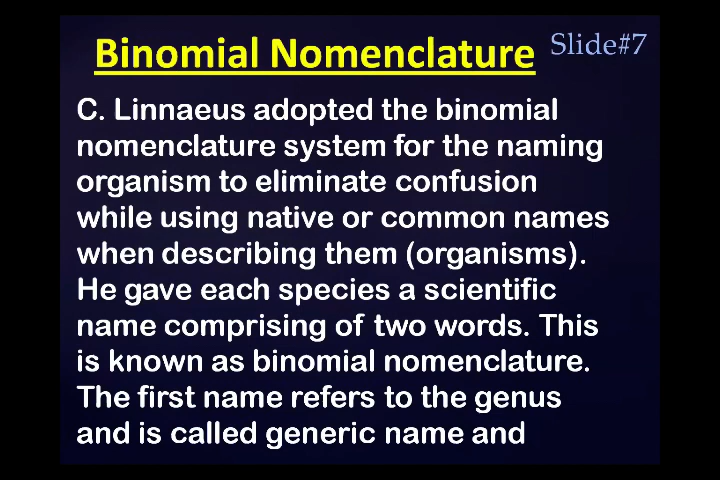 Binomial Nomenclature Slide#7
C. Linnaeus adopted the binomial
nomenclature system for the naming
organism to eliminate confusion
while using native or common names
when describing them (organisms).
He gave each species a scientific
name comprising of two words. This
is known as binomial nomenclature.
The first name refers to the genus
and is called generic name and